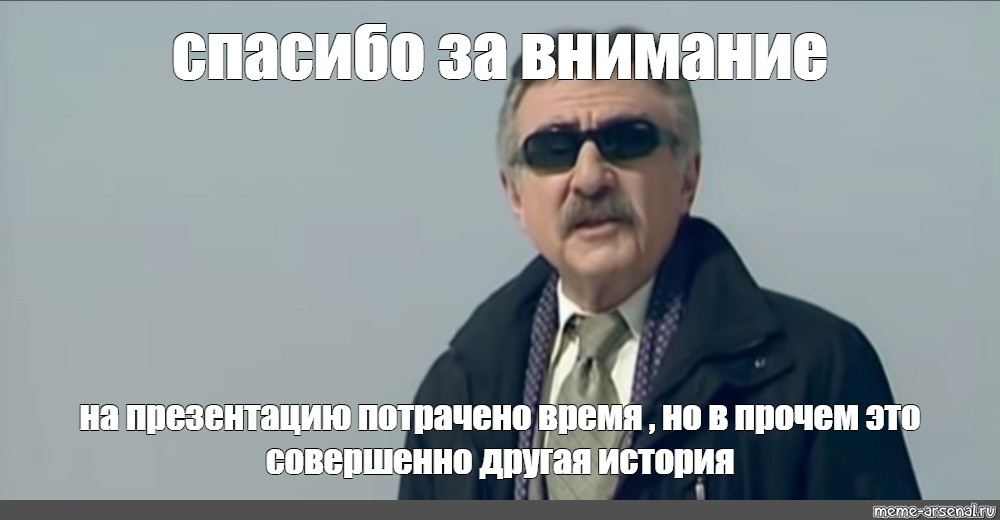 спасибо за внимание
на презентацию потрачено время , но в прочем это
совершенно другая история
meme-arsenal.ru